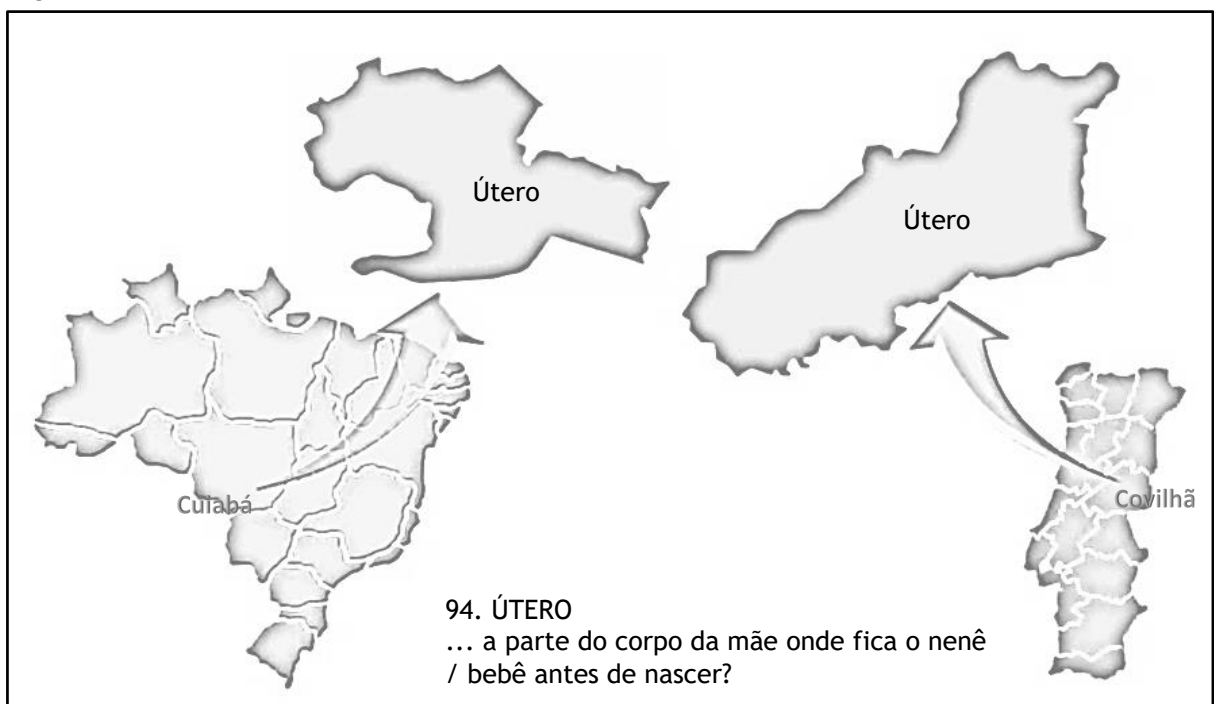 Útero
Útero
Cuiabá
Covilhã
94. ÚTERO
... a parte do corpo da mãe onde fica o nenê
/ bebê antes de nascer?